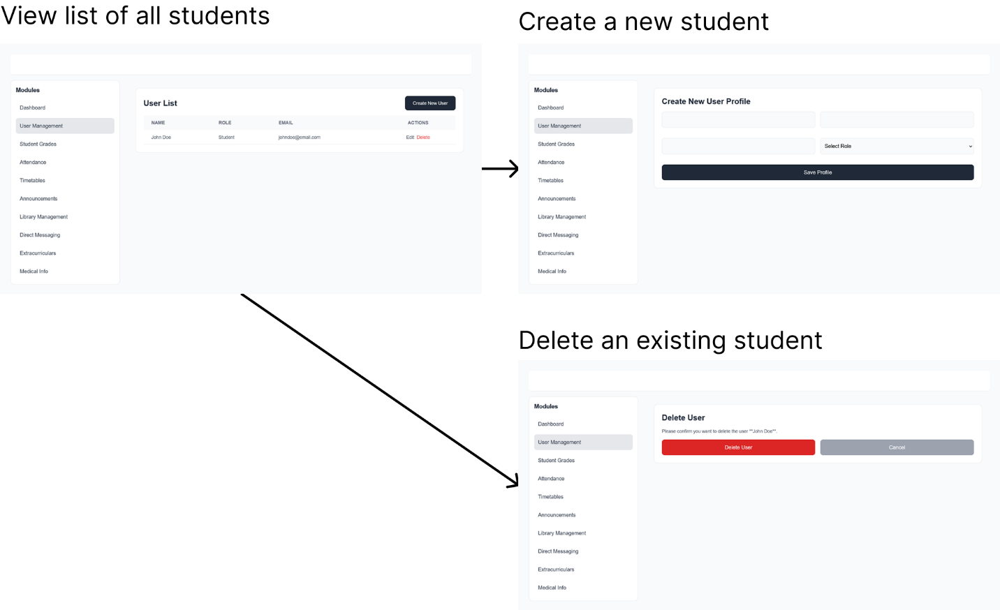 View list of all students
Modules
Dashboard
User Management
Student Grades
Attendance
Timetables
Announcements
Library Management
Direct Messaging
Extracurriculars
Medical Info
User List
Create New User
NAME ROLE EMAIL ACTIONS
John Doe Student johndoe@email.com Edit Delete
Create a new student
Modules
Dashboard
User Management
Student Grades
Attendance
Timetables
Announcements
Library Management
Direct Messaging
Extracurriculars
Medical Info
Create New User Profile
Select Role
Save Profile
Delete an existing student
Modules
Dashboard
User Management
Student Grades
Attendance
Timetables
Announcements
Library Management
Direct Messaging
Extracurriculars
Medical Info
Delete User
Please confirm you want to delete the user **John Doe**.
Delete User Cancel